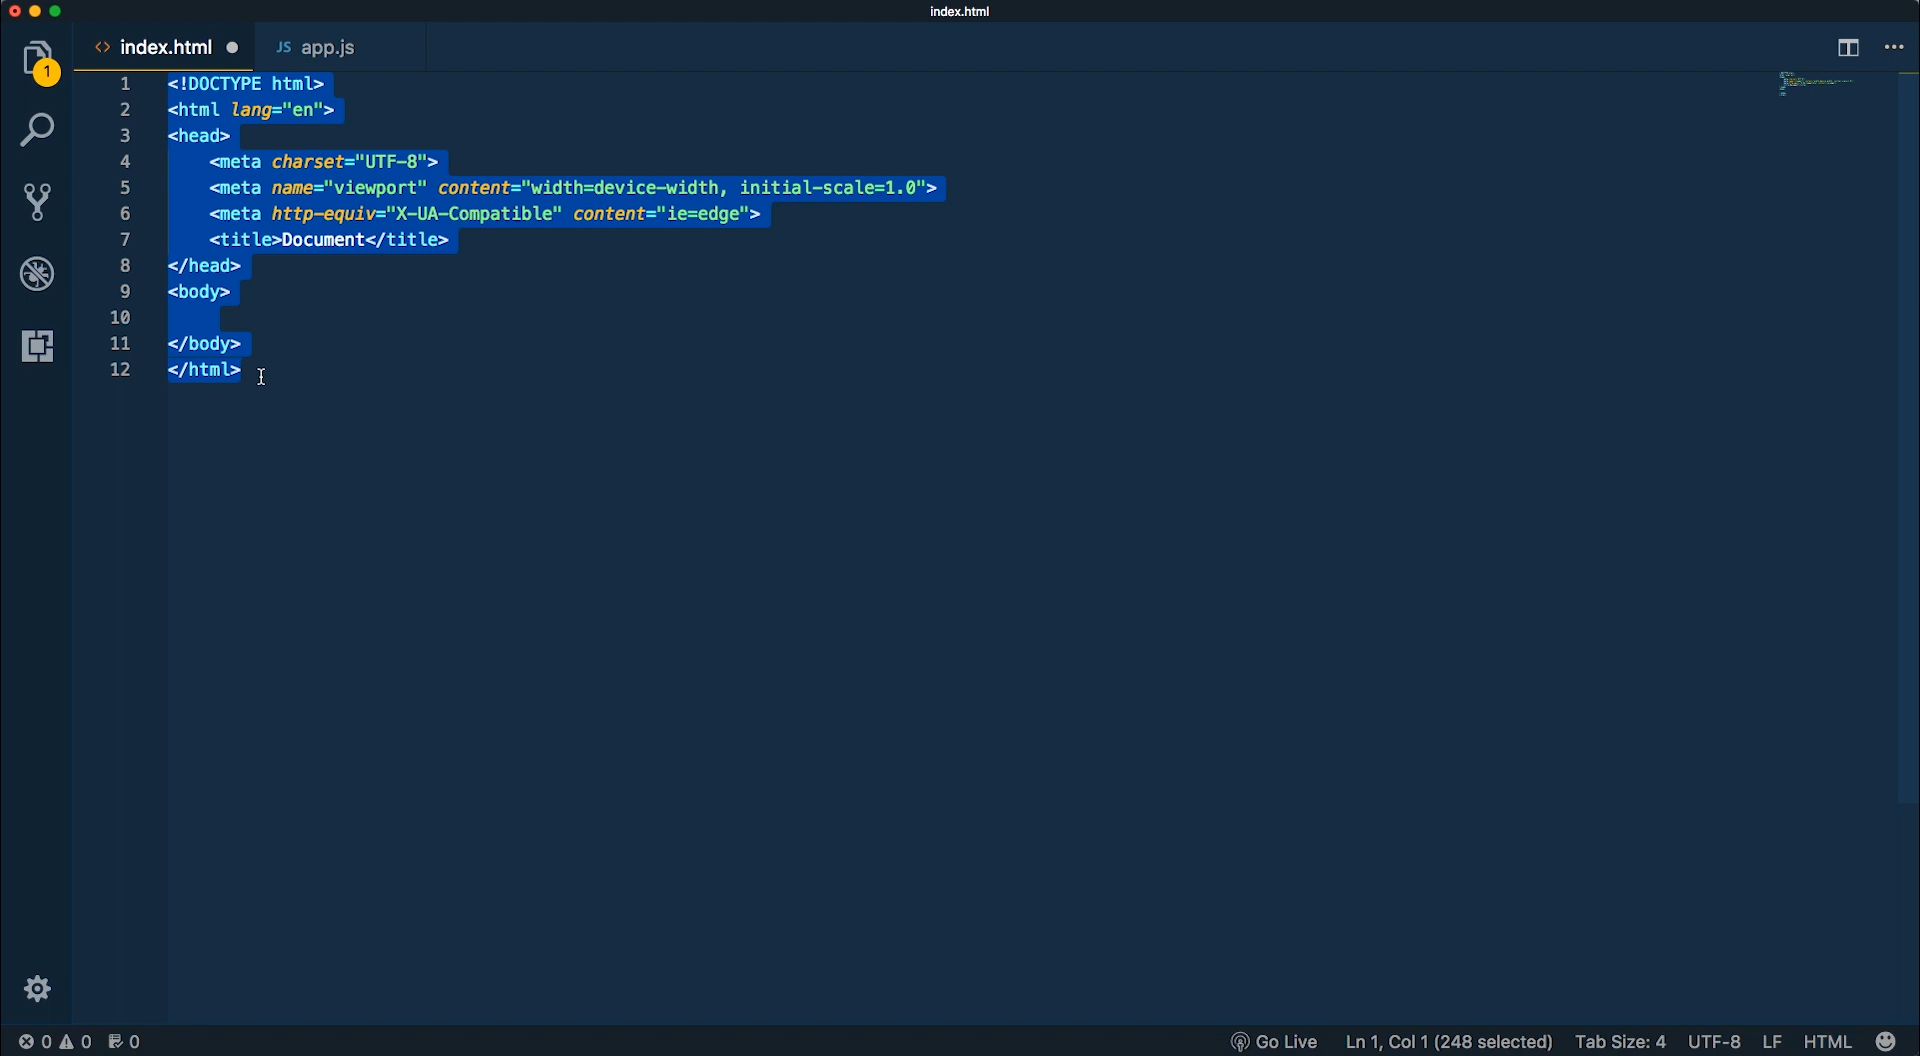 index.html
<> index.html
JS app.js
1
1 <!DOCTYPE html>
2 <html lang="en">
3 <head>
4     <meta charset="UTF-8">
5     <meta name="viewport" content="width=device-width, initial-scale=1.0">
6     <meta http-equiv="X-UA-Compatible" content="ie=edge">
7     <title>Document</title>
8 </head>
9 <body>
10
11 </body>
12 </html>
0 0 0 Go Live Ln 1, Col 1 (248 selected) Tab Size: 4 UTF-8 LF HTML